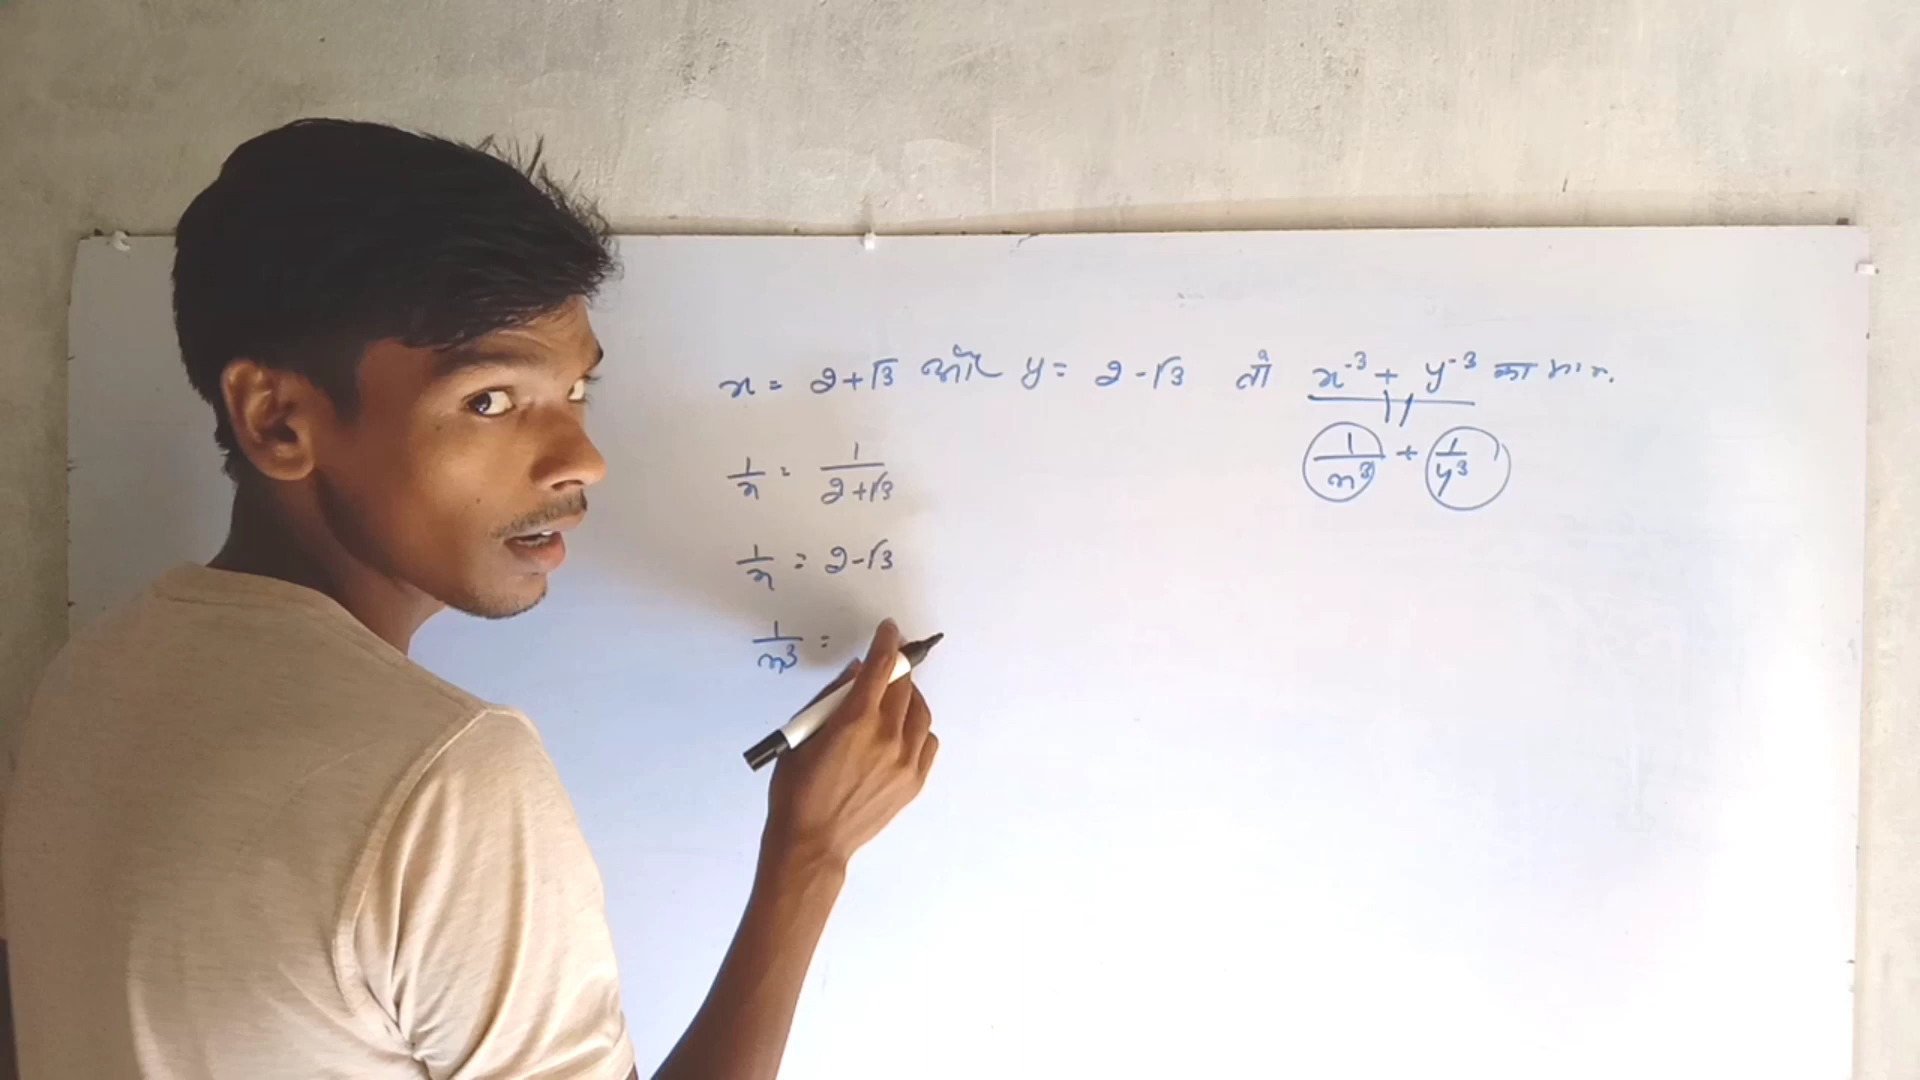 x = 2+√3 और y = 2-√3 तो x⁻³ + y⁻³ का मान.
1/x = 1/(2+√3)
1/x³ + 1/y³
1/x = 2-√3
1/x³ =